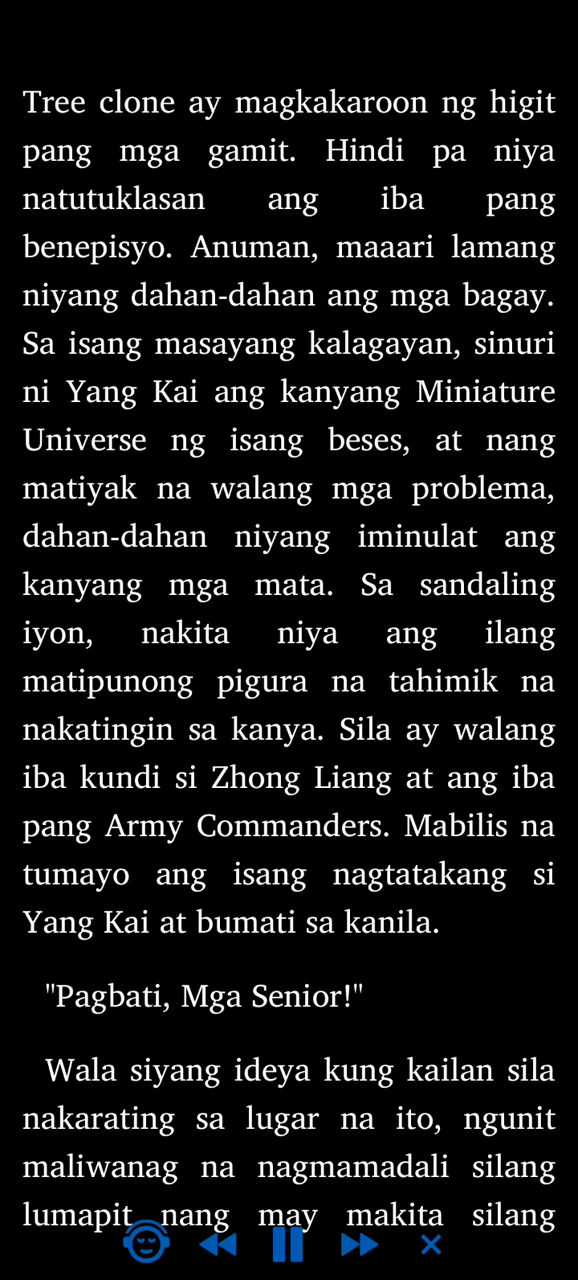 Tree clone ay magkakaroon ng higit
pang mga gamit. Hindi pa niya
natutuklasan ang iba pang
benepisyo. Anuman, maaari lamang
niyang dahan-dahan ang mga bagay.
Sa isang masayang kalagayan, sinuri
ni Yang Kai ang kanyang Miniature
Universe ng isang beses, at nang
matiyak na walang mga problema,
dahan-dahan niyang iminulat ang
kanyang mga mata. Sa sandaling
iyon, nakita niya ang ilang
matipunong pigura na tahimik na
nakatingin sa kanya. Sila ay walang
iba kundi si Zhong Liang at ang iba
pang Army Commanders. Mabilis na
tumayo ang isang nagtatakang si
Yang Kai at bumati sa kanila.
"Pagbati, Mga Senior!"
Wala siyang ideya kung kailan sila
nakarating sa lugar na ito, ngunit
maliwanag na nagmamadali silang
lumapit nang may makita silang